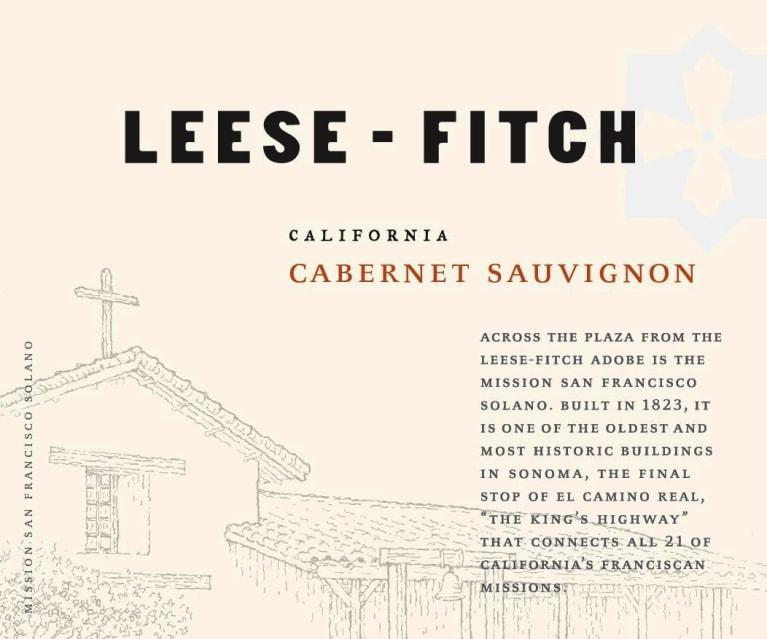 LEESE - FITCH
CALIFORNIA
CABERNET SAUVIGNON
ACROSS THE PLAZA FROM THE
LEESE-FITCH ADOBE IS THE
MISSION SAN FRANCISCO
SOLANO. BUILT IN 1823, IT
IS ONE OF THE OLDEST AND
MOST HISTORIC BUILDINGS
IN SONOMA, THE FINAL
STOP OF EL CAMINO REAL,
“THE KING’S HIGHWAY”
THAT CONNECTS ALL 21 OF
CALIFORNIA’S FRANCISCAN
MISSIONS.
MISSION SAN FRANCISCO SOLANO